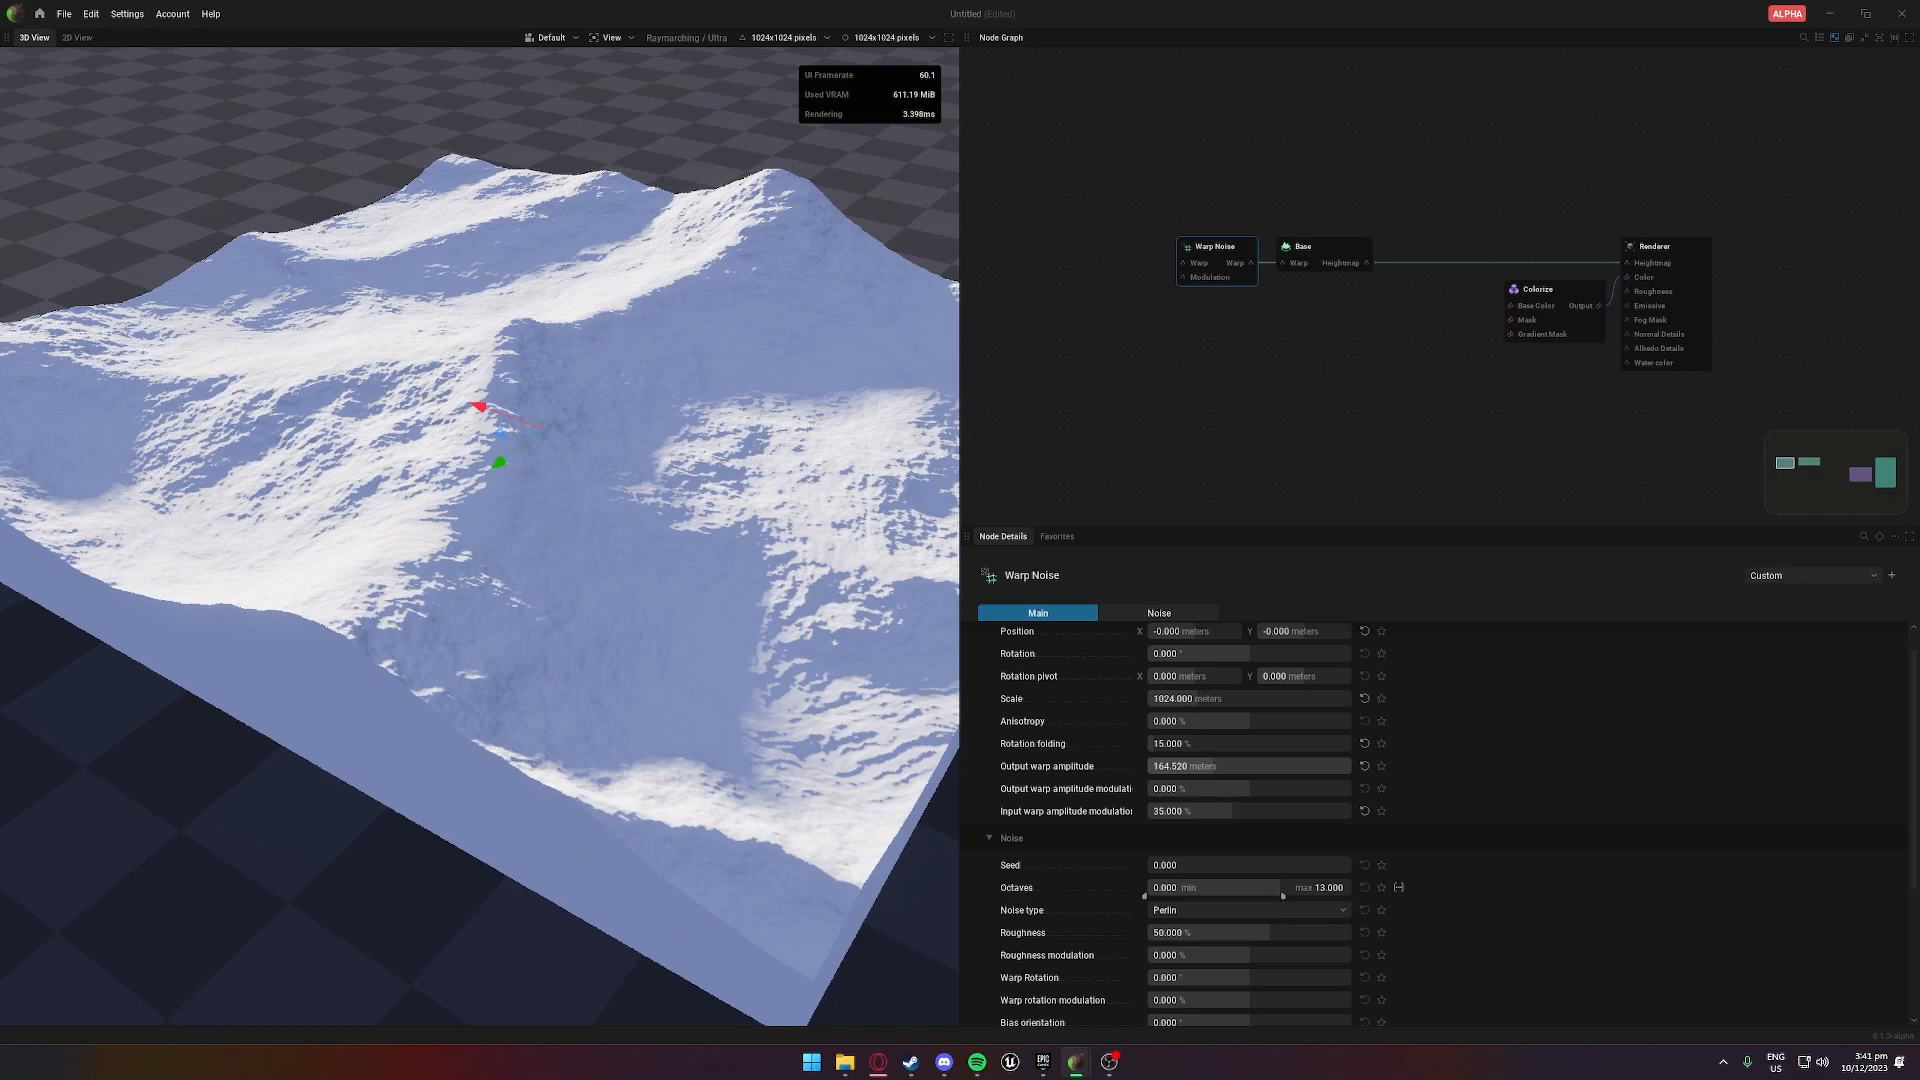 File Edit Settings Account Help
Untitled (Edited)
ALPHA
3D View 2D View
Default View Raymarching / Ultra 1024x1024 pixels 1024x1024 pixels
UI Framerate 60.1
Used VRAM 611.19 MiB
Rendering 3.398ms
Node Graph
Warp Noise
Warp Warp
Modulation
Base
Warp Heightmap
Colorize
Base Color Output
Mask
Gradient Mask
Renderer
Heightmap
Color
Roughness
Emissive
Fog Mask
Normal Details
Albedo Details
Water color
Node Details Favorites
Warp Noise
Custom
Main Noise
Position X -0.000 meters Y -0.000 meters
Rotation 0.000 °
Rotation pivot X 0.000 meters Y 0.000 meters
Scale 1024.000 meters
Anisotropy 0.000 %
Rotation folding 15.000 %
Output warp amplitude 164.520 meters
Output warp amplitude modulati 0.000 %
Input warp amplitude modulation 35.000 %
Noise
Seed 0.000
Octaves 0.000 min max 13.000
Noise type Perlin
Roughness 50.000 %
Roughness modulation 0.000 %
Warp Rotation 0.000 °
Warp rotation modulation 0.000 %
Bias orientation 0.000 °
0.1.3-alpha
EPIC GAMES
ENG US
3:41 pm
10/12/2023